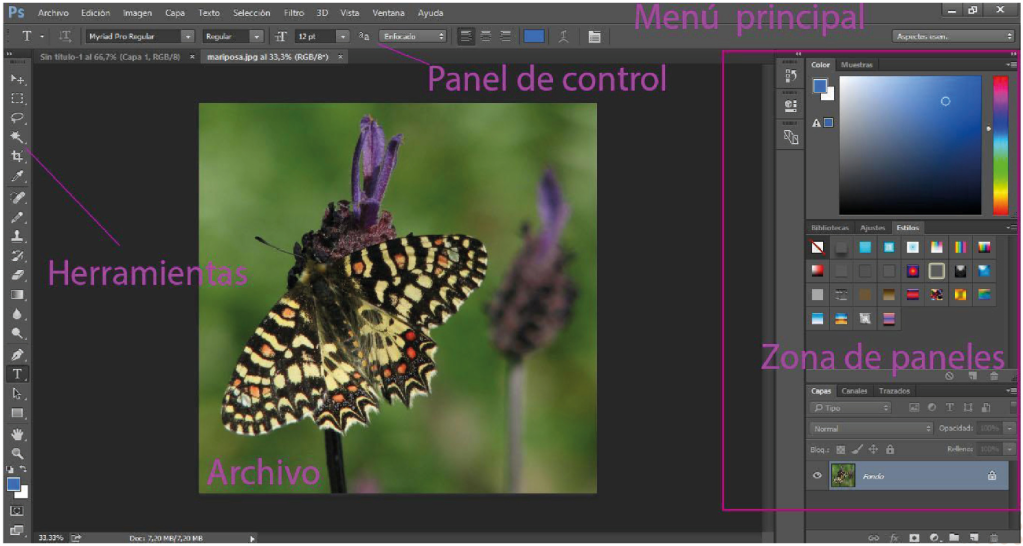 Ps Archivo Edición Imagen Capa Texto Selección Filtro 3D Vista Ventana Ayuda
Menú principal
T Myriad Pro Regular Regular 12 pt aa Enfocado Aspectos esen.
Sin título-1 al 66,7% (Capa 1, RGB/8) × mariposa.jpg al 33,3% (RGB/8*) ×
Panel de control
Color Muestras
Herramientas
Bibliotecas Ajustes Estilos
Zona de paneles
Capas Canales Trazados
Tipo
Normal Opacidad: 100%
Bloq.: Relleno: 100%
Archivo
Fondo
33,33% Doc: 7,20 MB/7,20 MB
fx